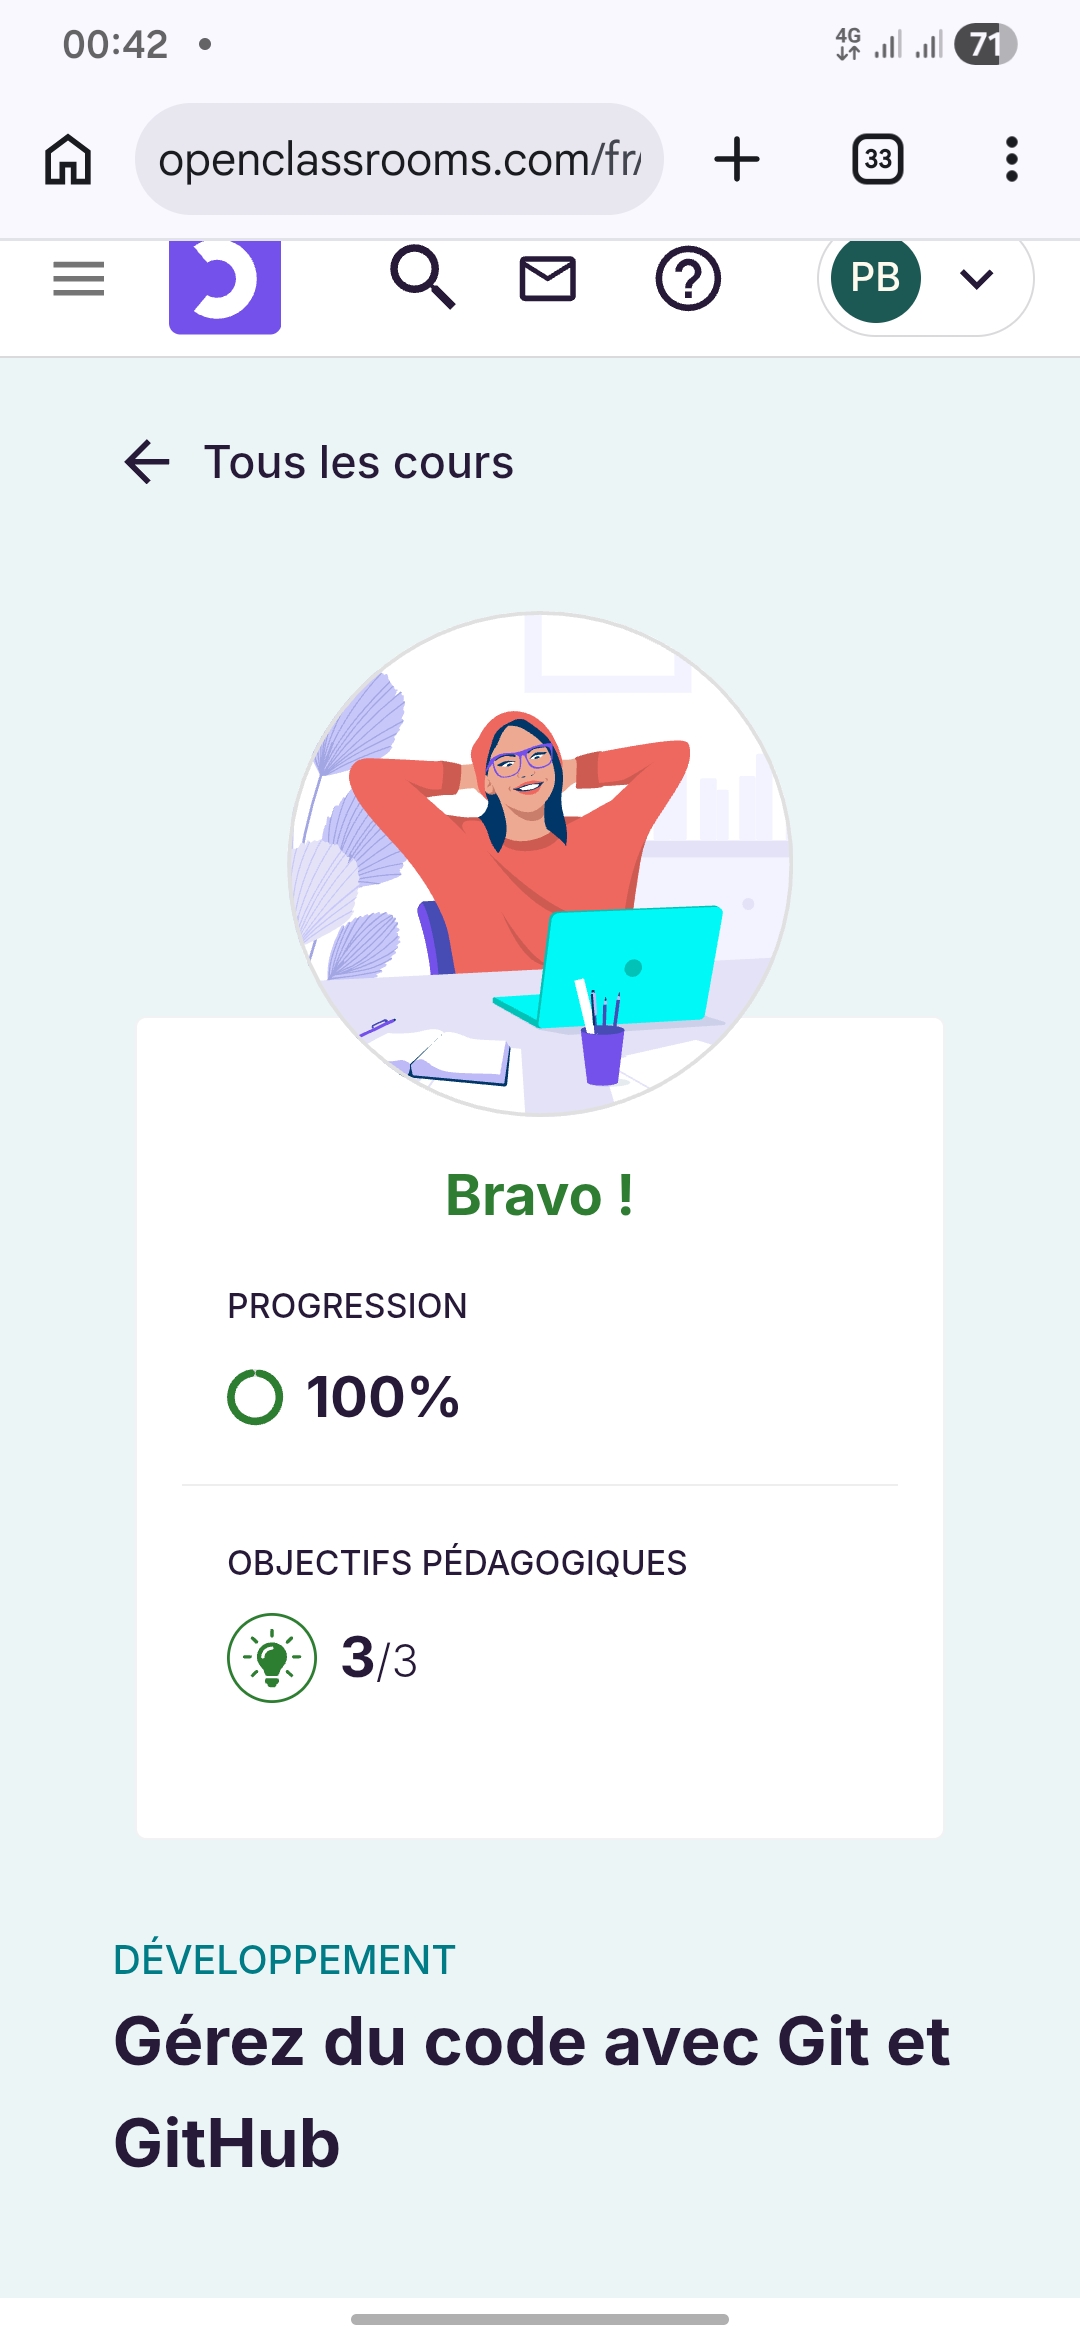 00:42
4G
71
openclassrooms.com/fr/
33
PB
Tous les cours
Bravo !
PROGRESSION
100%
OBJECTIFS PÉDAGOGIQUES
3/3
DÉVELOPPEMENT
Gérez du code avec Git et
GitHub